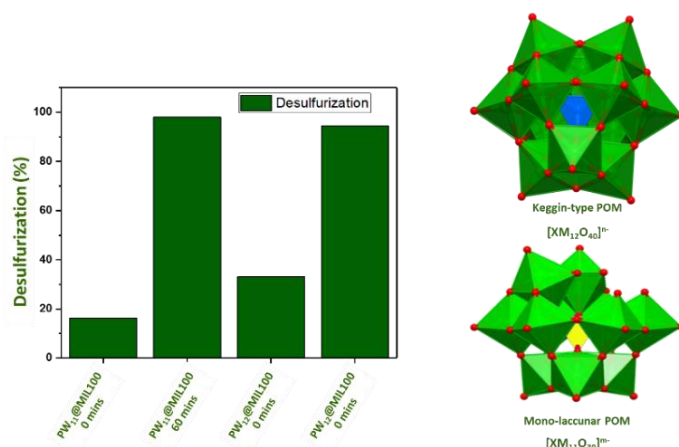 Desulfurization
Desulfurization (%)
100
80
60
40
20
0
PW₁₁@MIL100
0 mins
PW₁₁@MIL100
60 mins
PW₁₂@MIL100
0 mins
PW₁₂@MIL100
0 mins
Keggin-type POM
[XM₁₂O₄₀]ⁿ⁻
Mono-laccunar POM